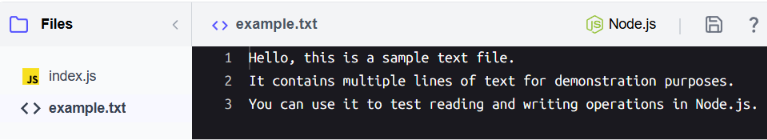 Files
example.txt
Node.js
?
JS index.js
example.txt
1 Hello, this is a sample text file.
2 It contains multiple lines of text for demonstration purposes.
3 You can use it to test reading and writing operations in Node.js.